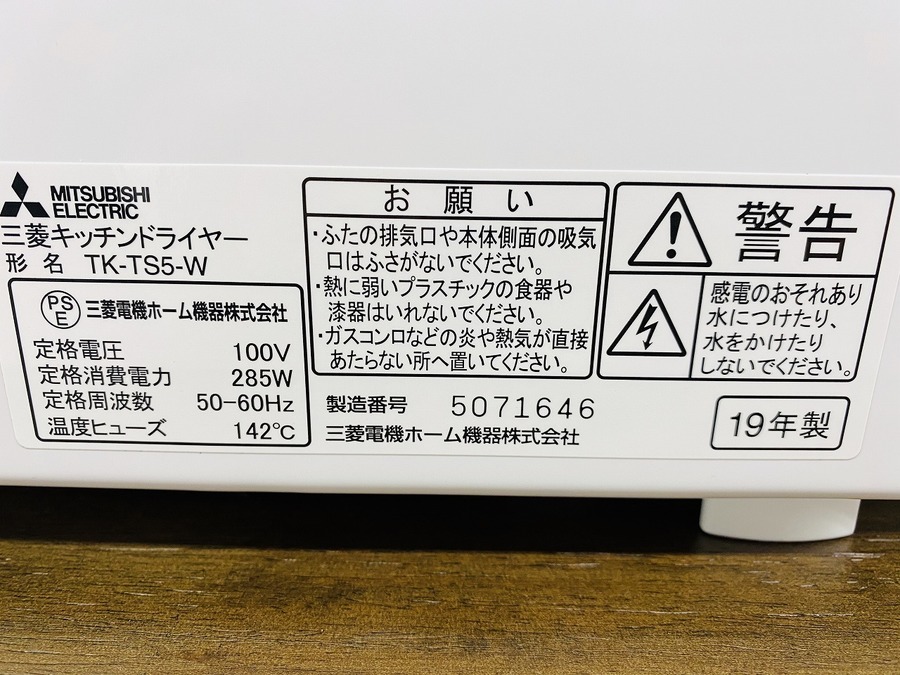 MITSUBISHI
ELECTRIC
三菱キッチンドライヤー
形 名 TK-TS5-W
PS
E
三菱電機ホーム機器株式会社
定格電圧 100V
定格消費電力 285W
定格周波数 50-60Hz
温度ヒューズ 142℃
お願い
・ふたの排気口や本体側面の吸気
口はふさがないでください。
・熱に弱いプラスチックの食器や
漆器はいれないでください。
・ガスコンロなどの炎や熱気が直接
あたらない所へ置いてください。
製造番号 5071646
三菱電機ホーム機器株式会社
警告
感電のおそれあり
水につけたり、
水をかけたり
しないでください。
19年製